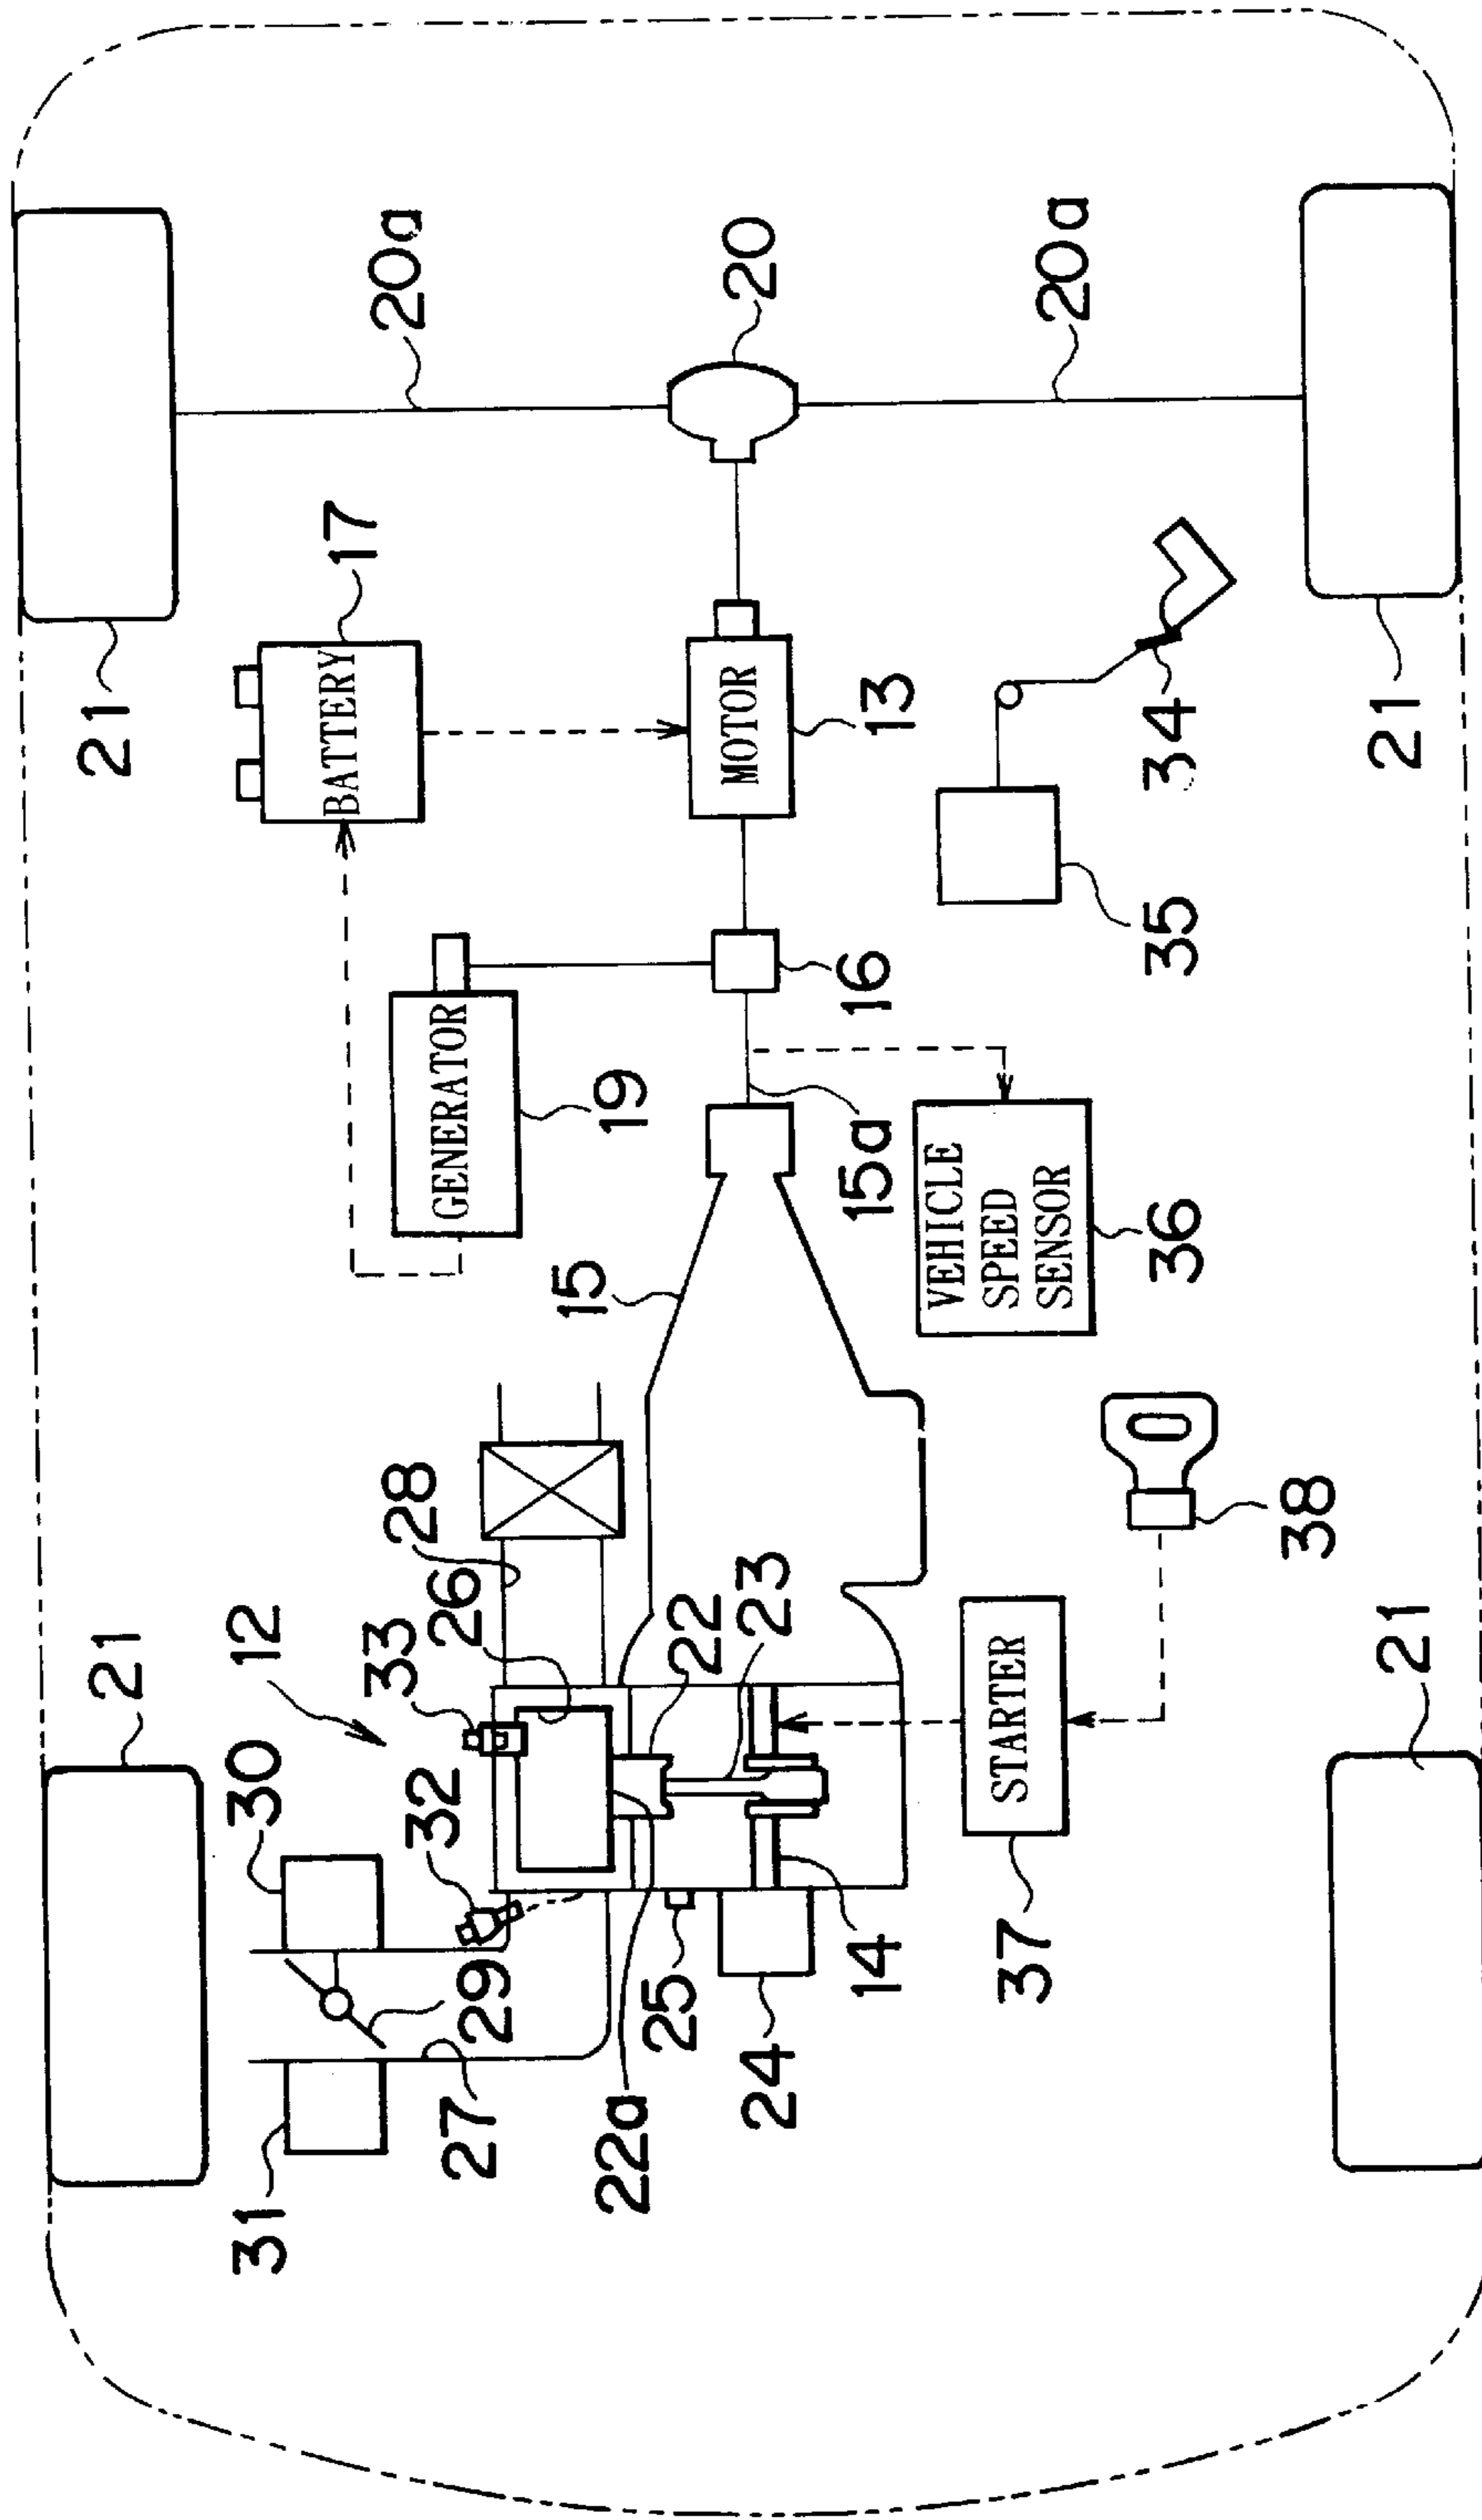 21
20a
20
20a
21
17
BATTERY
MOTOR
13
34
35
16
GENERATOR
19
15
15a
VEHICLE
SPEED
SENSOR
36
28
26
33
12
21
22
23
38
STARTER
37
21
30
32
29
25
14
24
27
22a
31